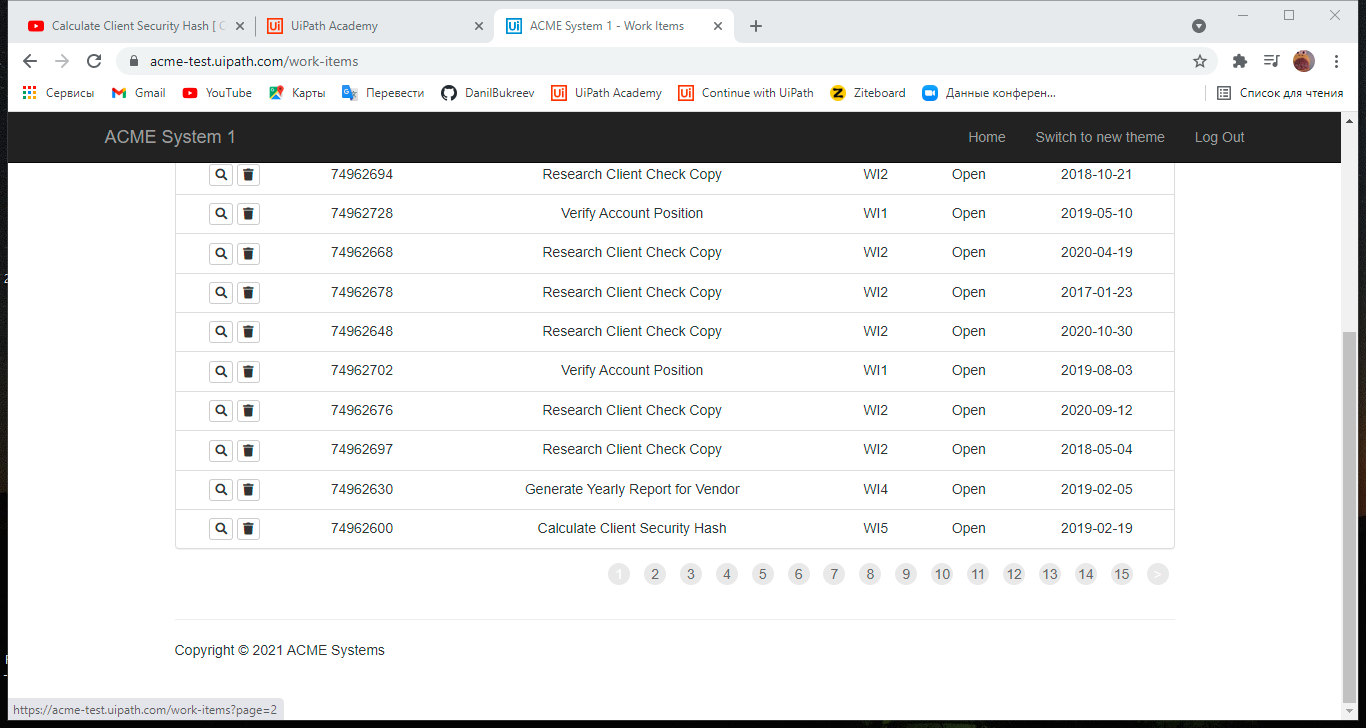 Calculate Client Security Hash [ C
UiPath Academy
ACME System 1 - Work Items
acme-test.uipath.com/work-items
Сервисы Gmail YouTube Карты Перевести DanilBukreev UiPath Academy Continue with UiPath Ziteboard Данные конферен... Список для чтения
ACME System 1 Home Switch to new theme Log Out
74962694 Research Client Check Copy WI2 Open 2018-10-21
74962728 Verify Account Position WI1 Open 2019-05-10
74962668 Research Client Check Copy WI2 Open 2020-04-19
74962678 Research Client Check Copy WI2 Open 2017-01-23
74962648 Research Client Check Copy WI2 Open 2020-10-30
74962702 Verify Account Position WI1 Open 2019-08-03
74962676 Research Client Check Copy WI2 Open 2020-09-12
74962697 Research Client Check Copy WI2 Open 2018-05-04
74962630 Generate Yearly Report for Vendor WI4 Open 2019-02-05
74962600 Calculate Client Security Hash WI5 Open 2019-02-19
1 2 3 4 5 6 7 8 9 10 11 12 13 14 15 >
Copyright © 2021 ACME Systems
https://acme-test.uipath.com/work-items?page=2